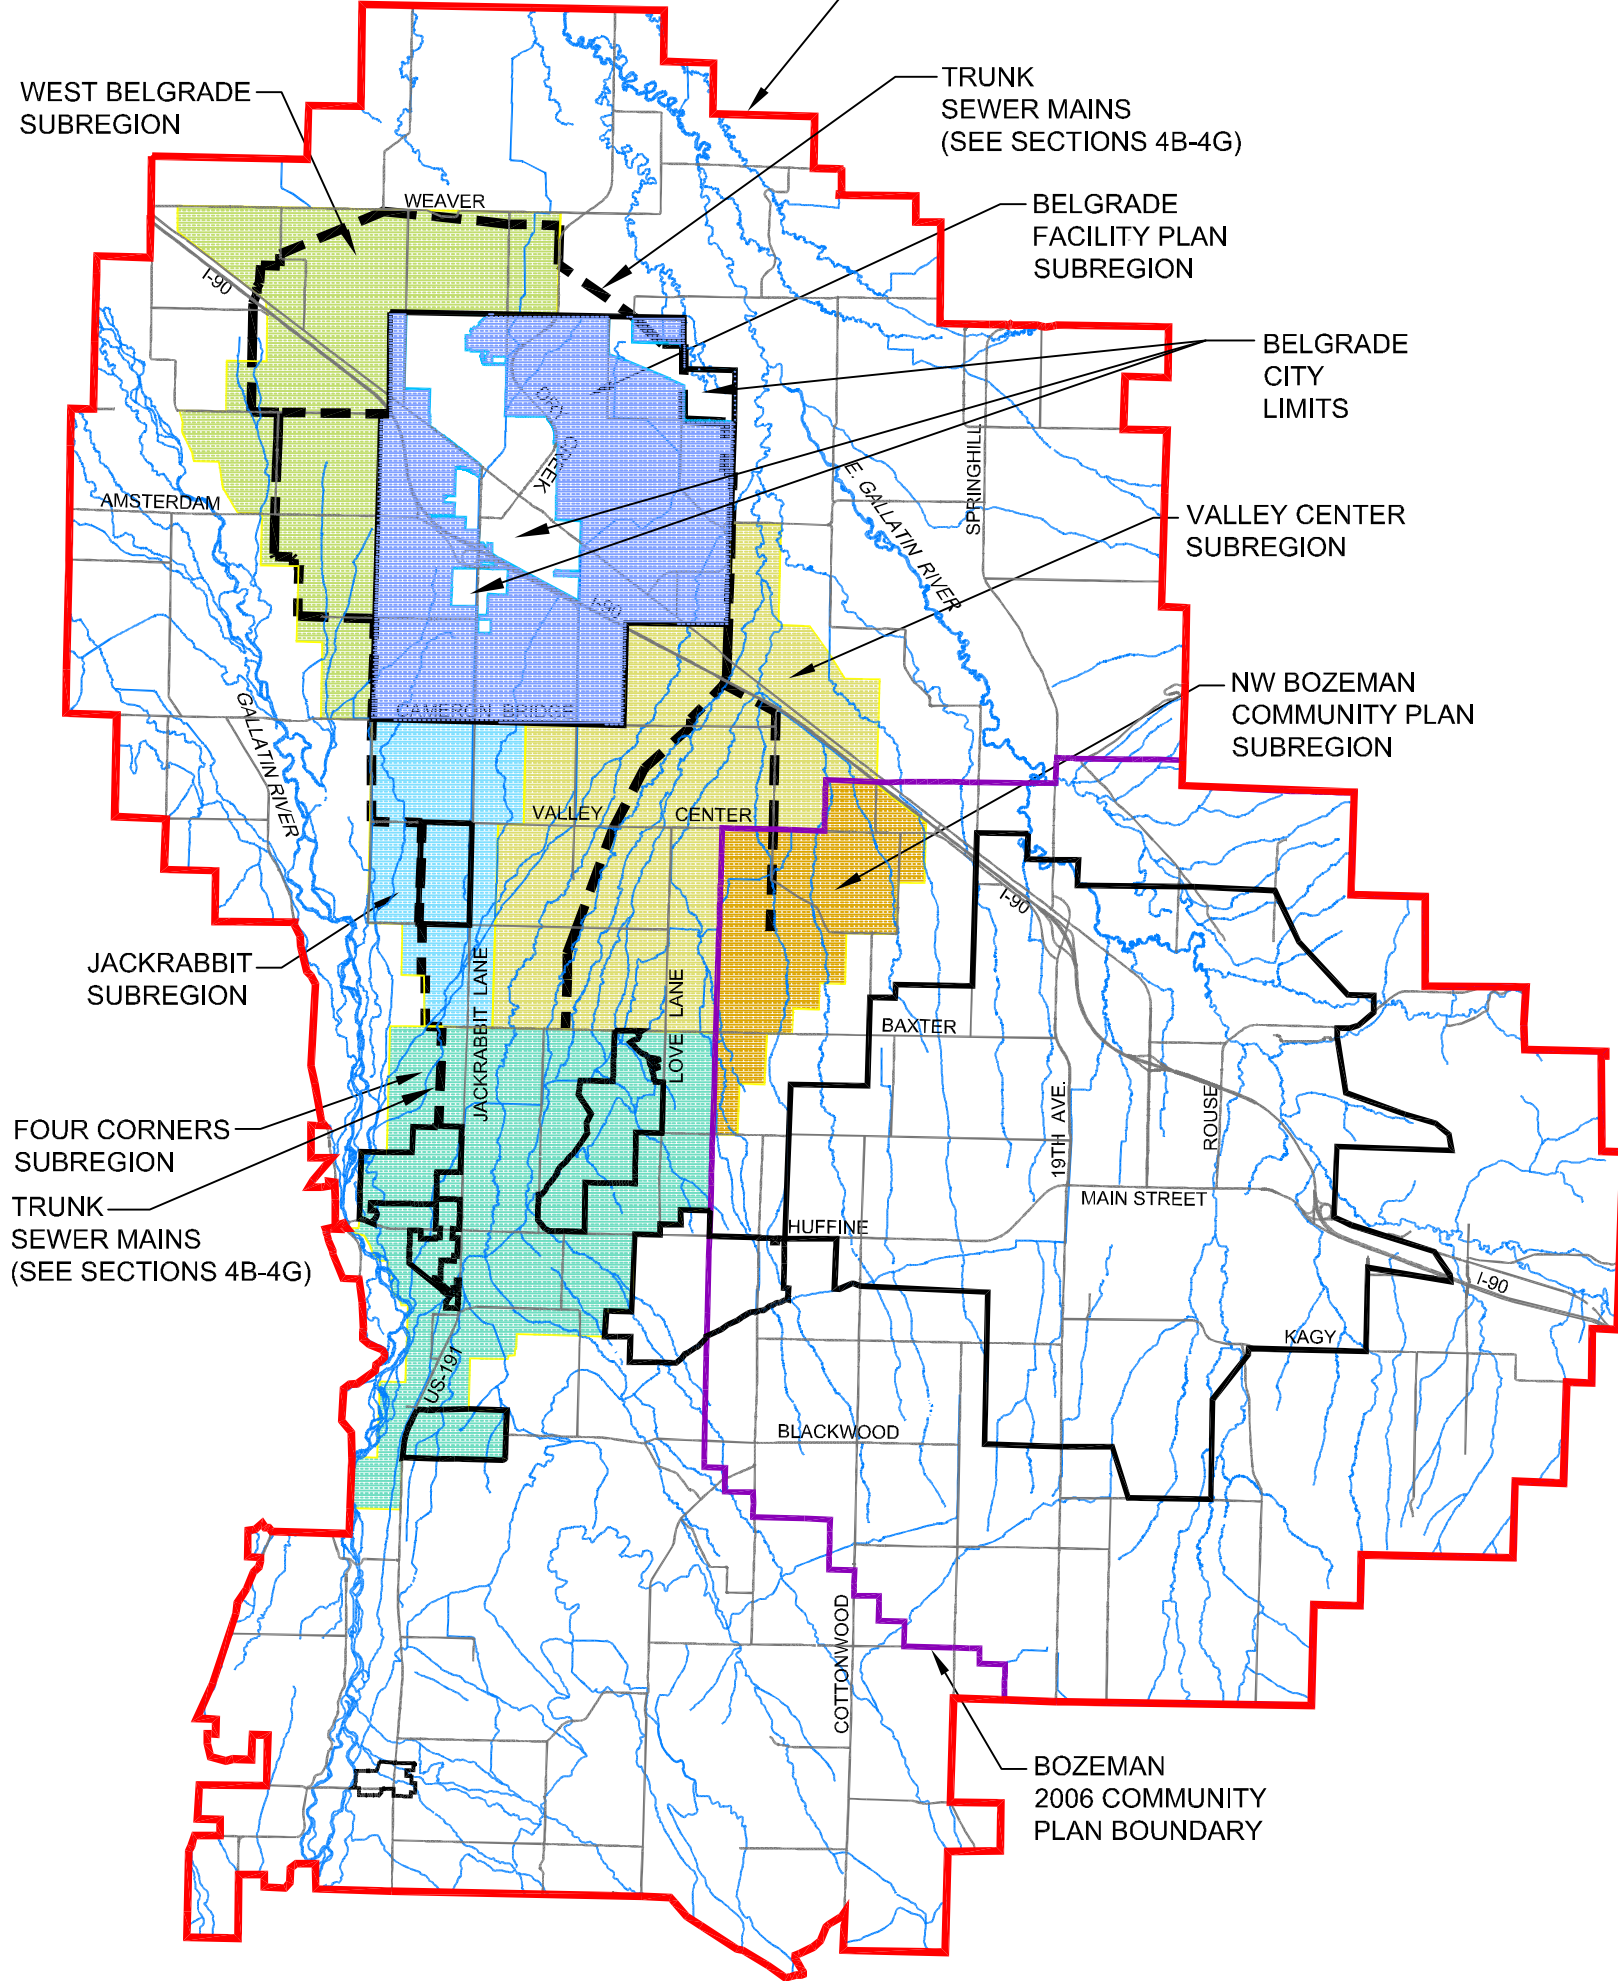 WEST BELGRADE
SUBREGION
TRUNK
SEWER MAINS
(SEE SECTIONS 4B-4G)
WEAVER
BELGRADE
FACILITY PLAN
SUBREGION
I-90
BELGRADE
CITY
LIMITS
DRY CREEK
SPRINGHILL
E. GALLATIN RIVER
AMSTERDAM
VALLEY CENTER
SUBREGION
I-90
NW BOZEMAN
COMMUNITY PLAN
SUBREGION
GALLATIN RIVER
CAMERON BRIDGE
VALLEY CENTER
I-90
JACKRABBIT
SUBREGION
JACKRABBIT LANE
LOVE LANE
BAXTER
FOUR CORNERS
SUBREGION
19TH AVE.
ROUSE
TRUNK
SEWER MAINS
(SEE SECTIONS 4B-4G)
MAIN STREET
HUFFINE
I-90
KAGY
US-191
BLACKWOOD
COTTONWOOD
BOZEMAN
2006 COMMUNITY
PLAN BOUNDARY